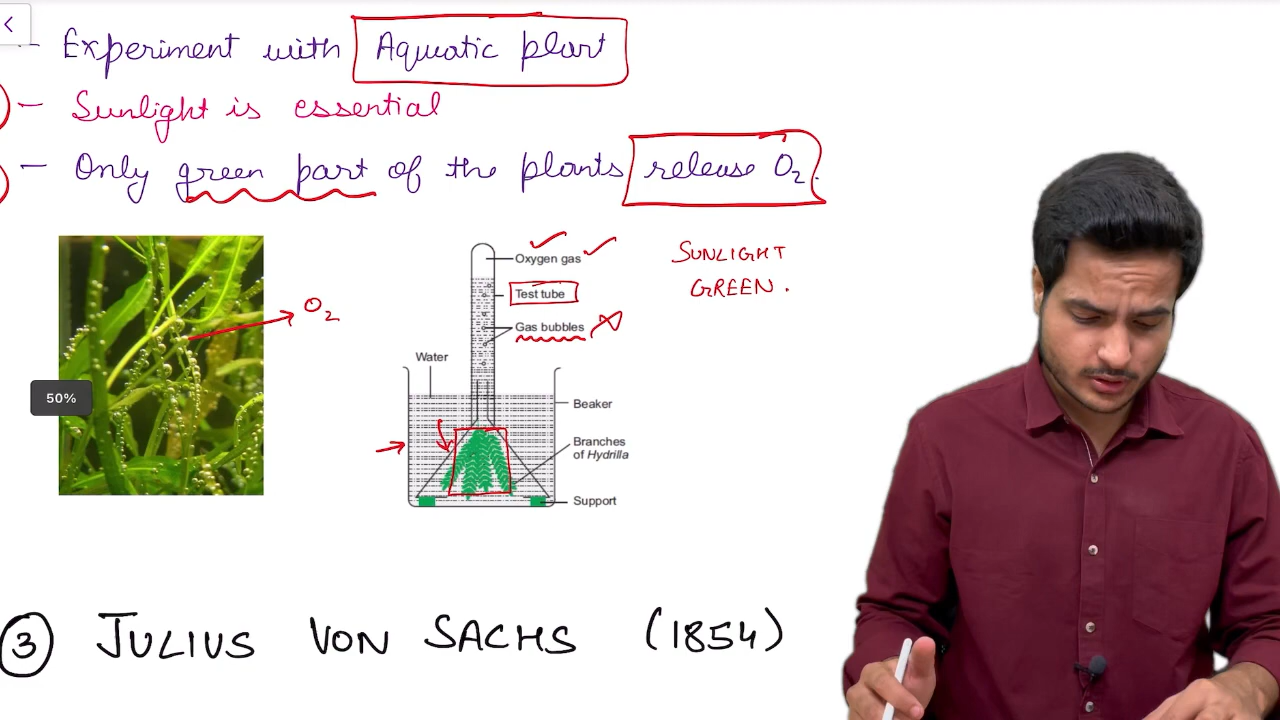 <
- Experiment with Aquatic plant
- Sunlight is essential
- Only green part of the plants release O₂.
Oxygen gas
SUNLIGHT
GREEN.
Test tube
O₂
Gas bubbles
Water
50%
Beaker
Branches
of Hydrilla
Support
3 JULIUS VON SACHS (1854)